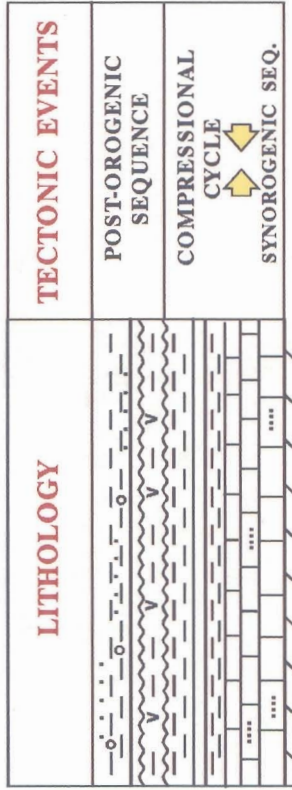 LITHOLOGY
TECTONIC EVENTS
POST-OROGENIC
SEQUENCE
COMPRESSIONAL
CYCLE
SYNOROGENIC SEQ.